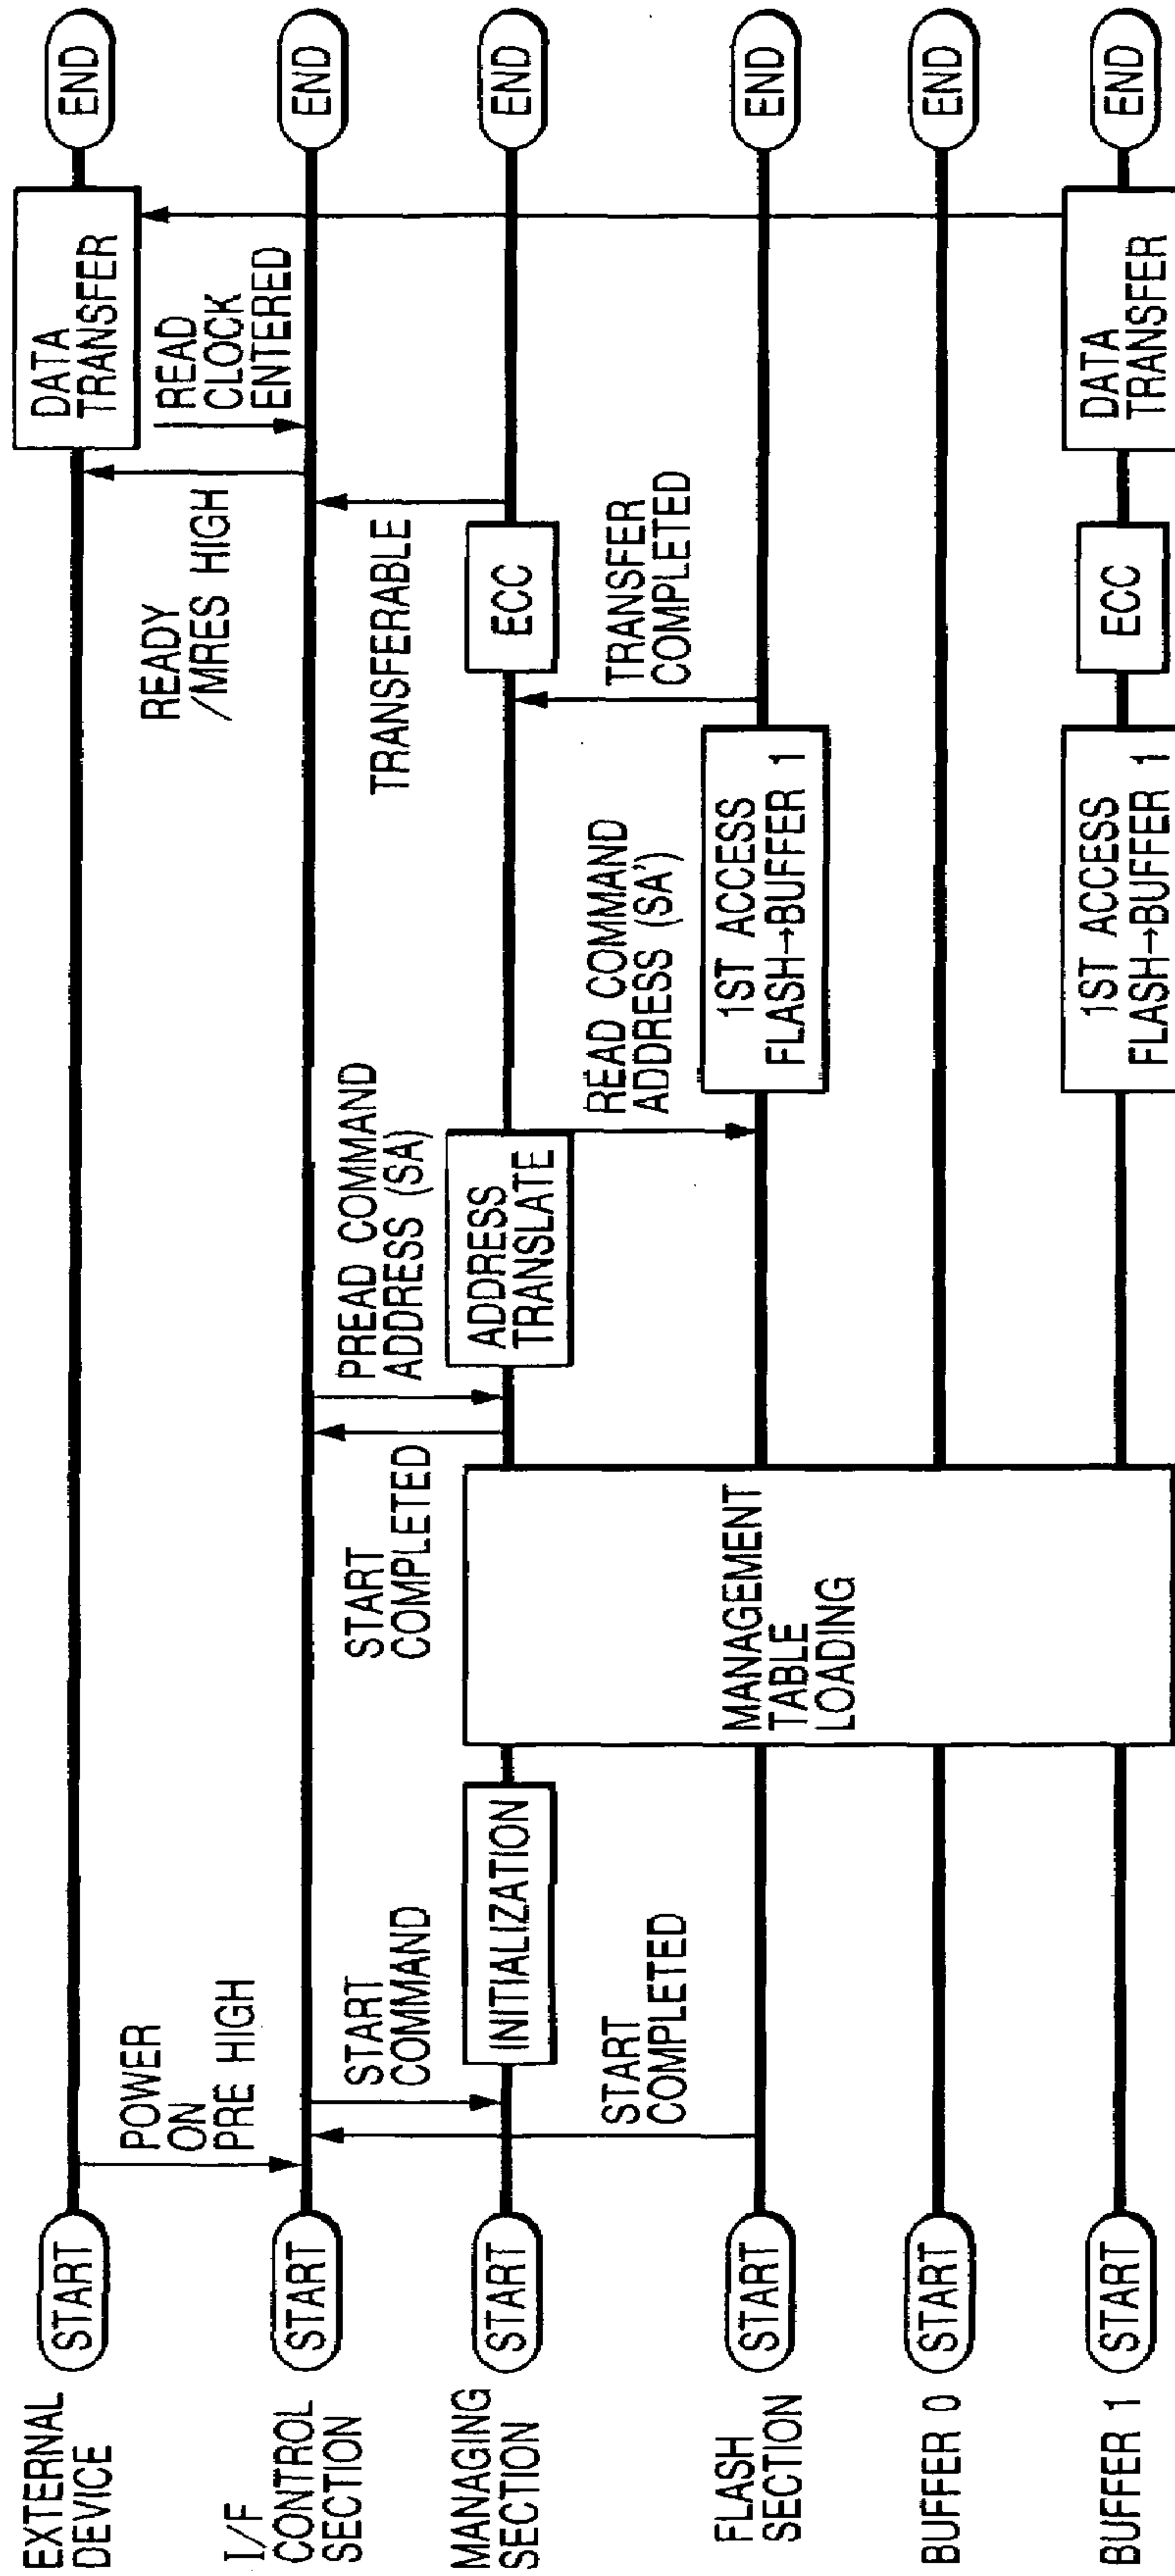 EXTERNAL
DEVICE
START
POWER
ON
PRE HIGH
READY
/MRES HIGH
DATA
TRANSFER
READ
CLOCK
ENTERED
END
I/F
CONTROL
SECTION
START
START
COMMAND
START
COMPLETED
PREAD COMMAND
ADDRESS (SA)
TRANSFERABLE
END
MANAGING
SECTION
START
INITIALIZATION
ADDRESS
TRANSLATE
ECC
END
START
COMPLETED
READ COMMAND
ADDRESS (SA')
TRANSFER
COMPLETED
FLASH
SECTION
START
MANAGEMENT
TABLE
LOADING
1ST ACCESS
FLASH→BUFFER 1
END
BUFFER 0
START
END
BUFFER 1
START
1ST ACCESS
FLASH→BUFFER 1
ECC
DATA
TRANSFER
END